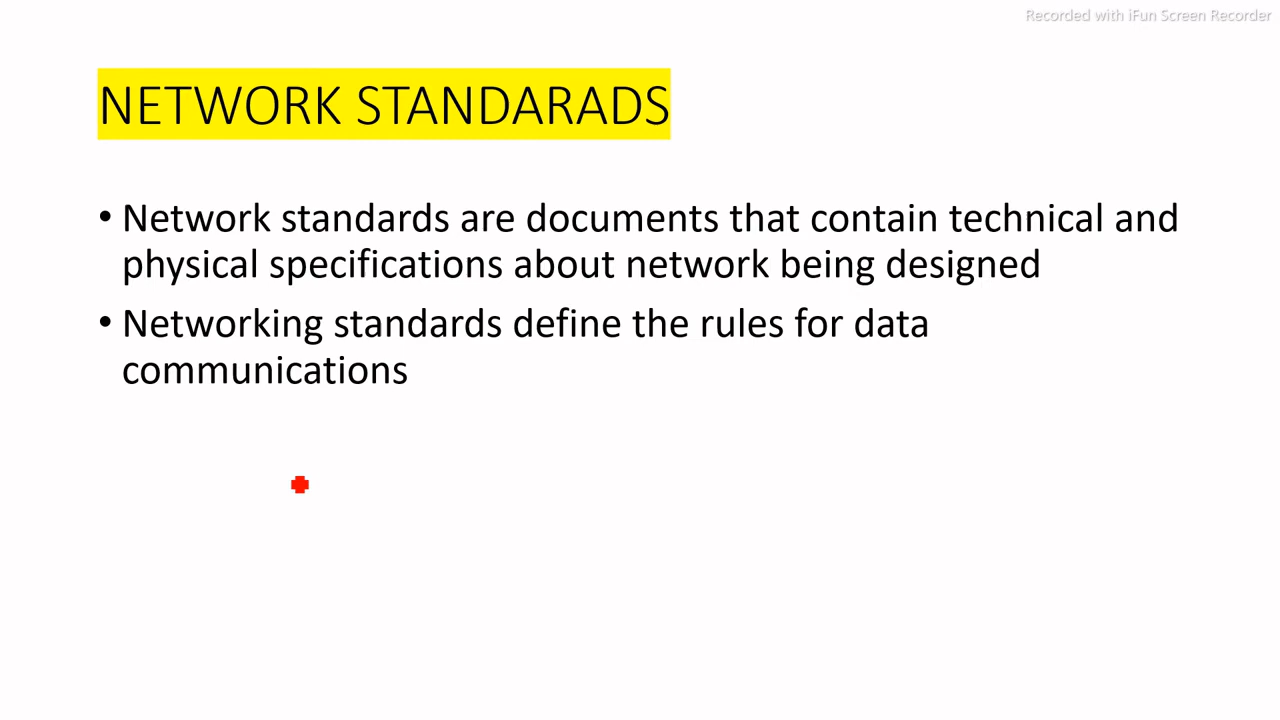 Recorded with iFun Screen Recorder
NETWORK STANDARADS
• Network standards are documents that contain technical and
physical specifications about network being designed
• Networking standards define the rules for data
communications